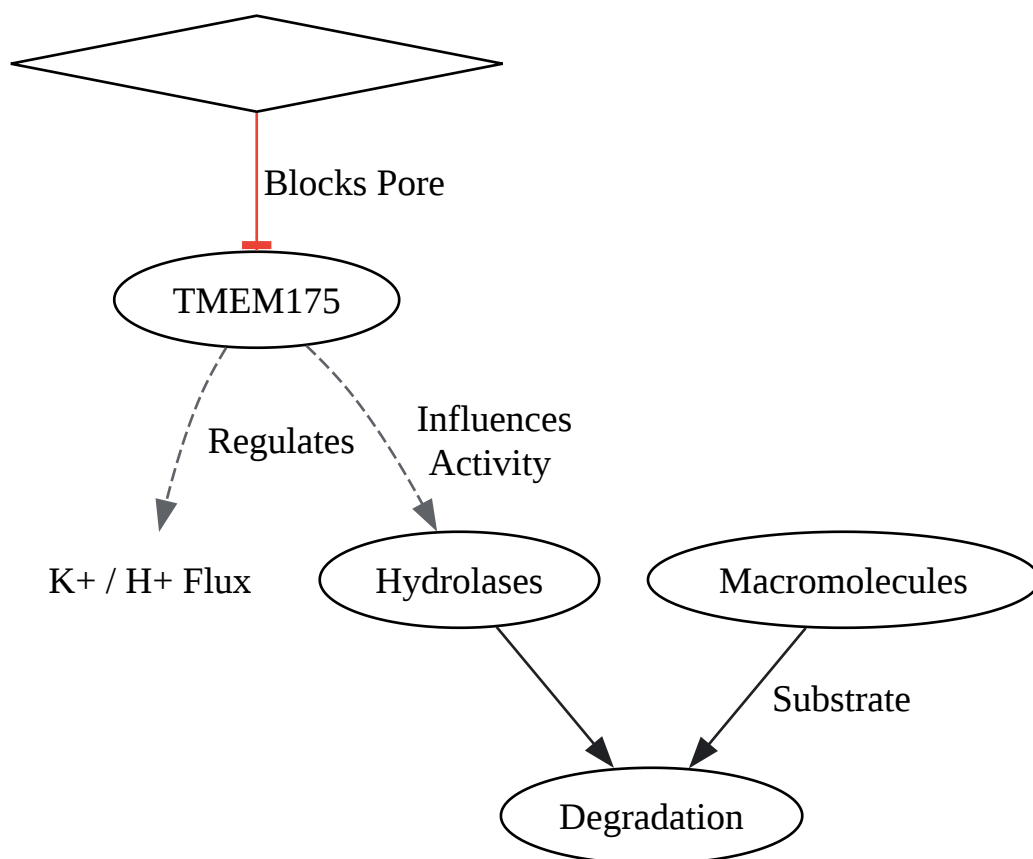 Blocks Pore
TMEM175
Regulates
Influences
Activity
K+ / H+ Flux
Hydrolases
Macromolecules
Substrate
Degradation